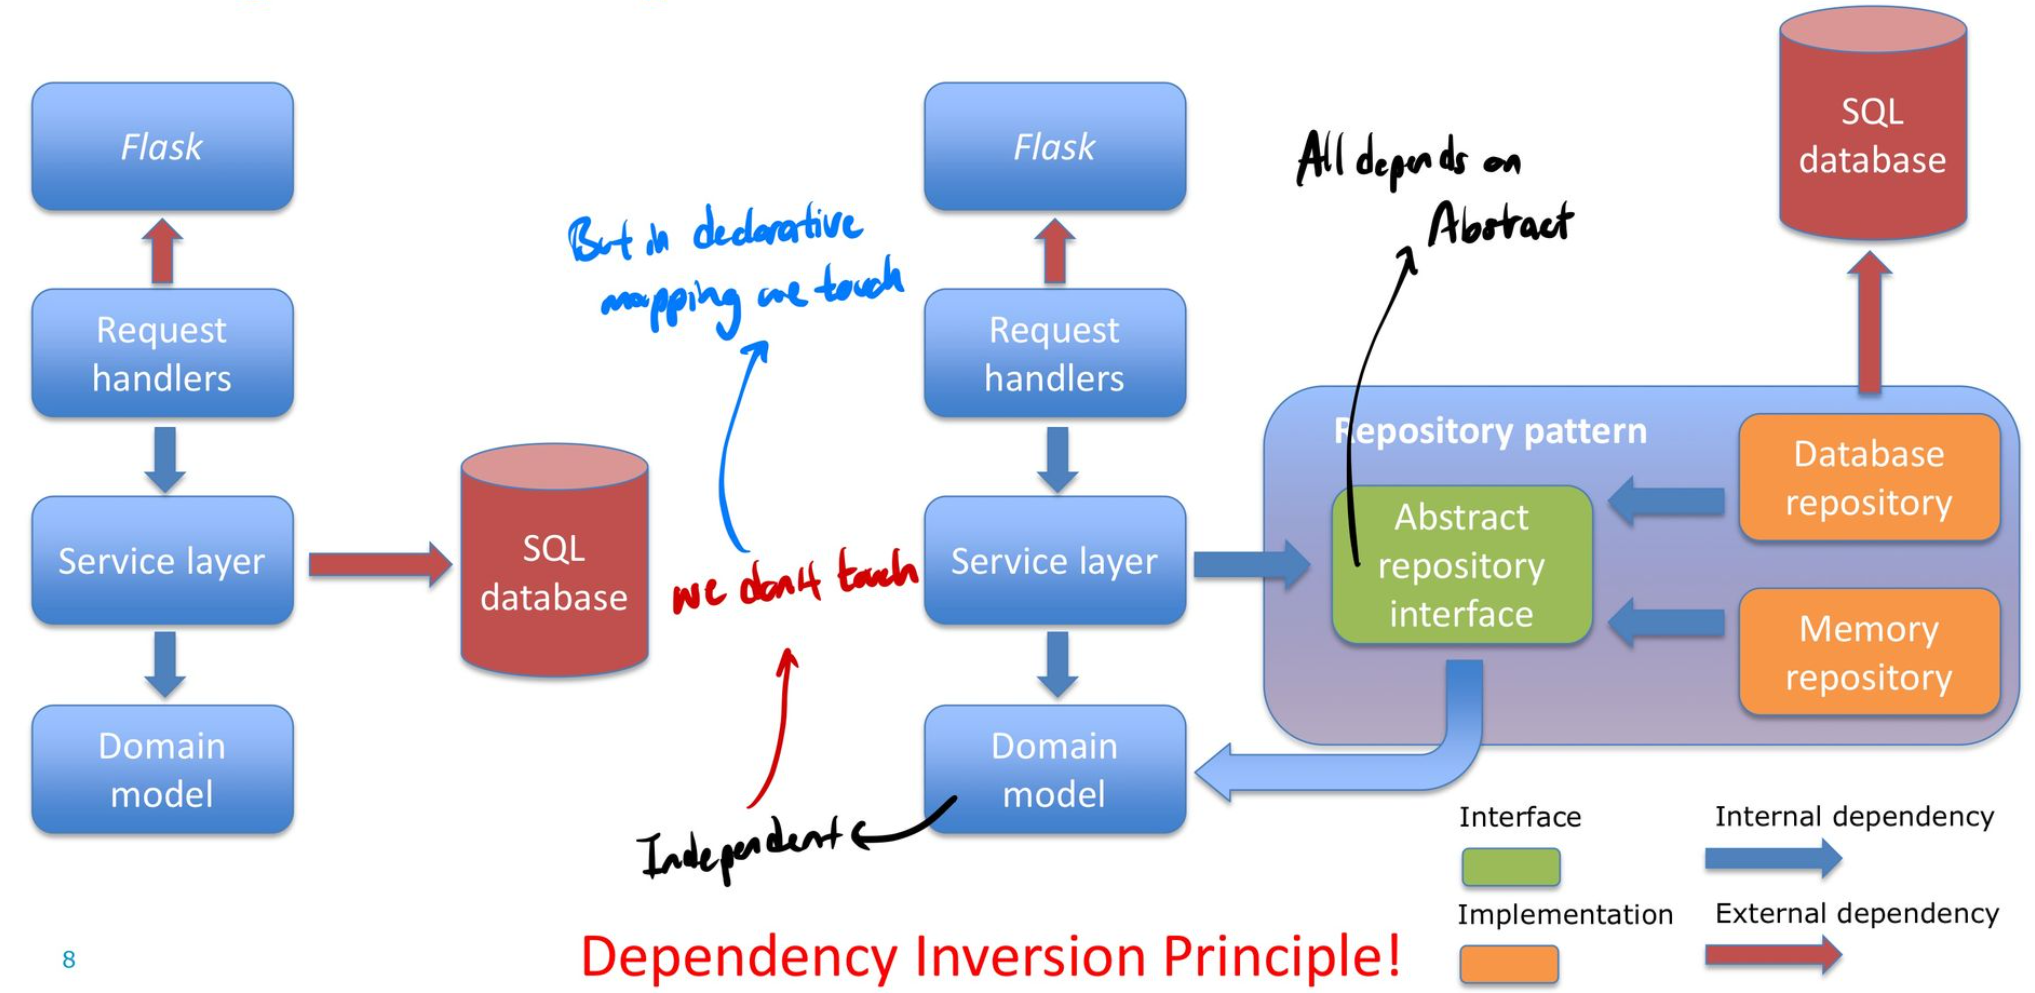 Flask
Request
handlers
Service layer
Domain
model
SQL
database
But in declarative
mapping we touch
we don't touch
Independent
Flask
Request
handlers
Service layer
Domain
model
All depends on
Abstract
Repository pattern
Abstract
repository
interface
SQL
database
Database
repository
Memory
repository
Interface
Internal dependency
Implementation
External dependency
8
Dependency Inversion Principle!